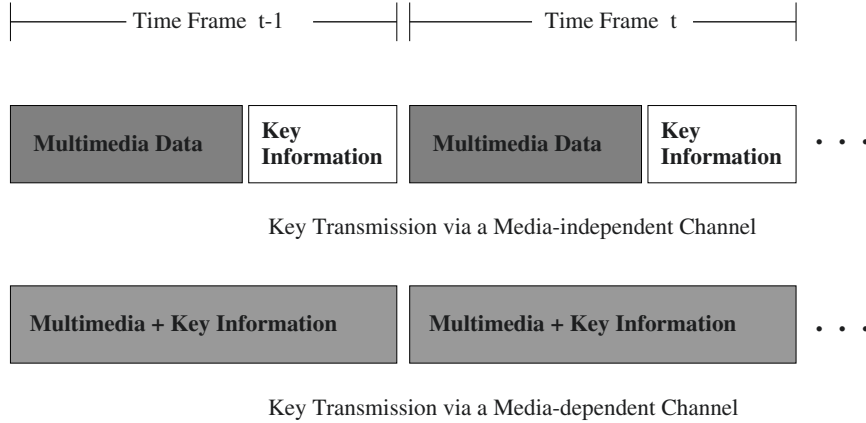 Time Frame t-1
Time Frame t
Multimedia Data
Key
Information
Multimedia Data
Key
Information
. . .
Key Transmission via a Media-independent Channel
Multimedia + Key Information
Multimedia + Key Information
. . .
Key Transmission via a Media-dependent Channel